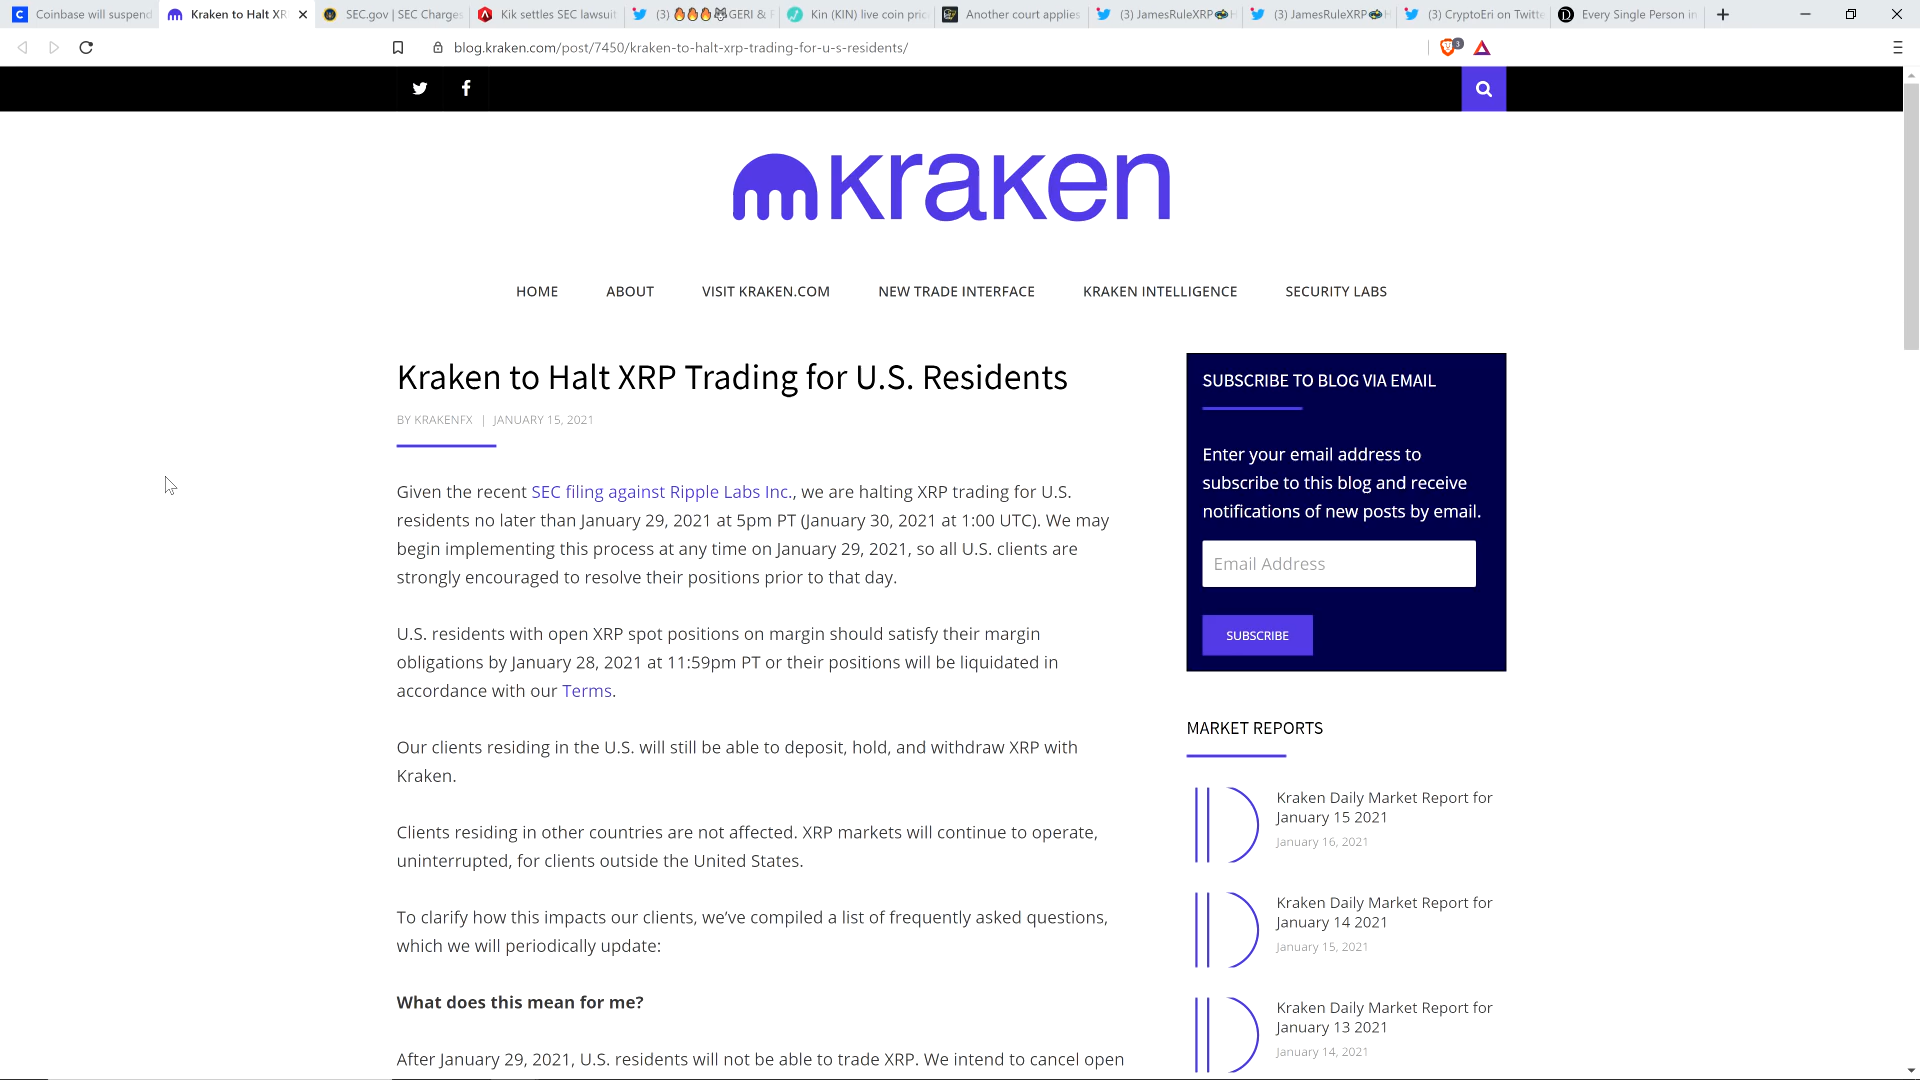 Coinbase will suspend
Kraken to Halt XR
SEC.gov | SEC Charges
Kik settles SEC lawsuit
(3) 🔥🔥🔥🐺GERI &
Kin (KIN) live coin pric
Another court applies
(3) JamesRuleXRP
(3) JamesRuleXRP
(3) CryptoEri on Twitte
Every Single Person in
blog.kraken.com/post/7450/kraken-to-halt-xrp-trading-for-u-s-residents/
3
kraken
HOME ABOUT VISIT KRAKEN.COM NEW TRADE INTERFACE KRAKEN INTELLIGENCE SECURITY LABS
Kraken to Halt XRP Trading for U.S. Residents
BY KRAKENFX | JANUARY 15, 2021
Given the recent SEC filing against Ripple Labs Inc., we are halting XRP trading for U.S.
residents no later than January 29, 2021 at 5pm PT (January 30, 2021 at 1:00 UTC). We may
begin implementing this process at any time on January 29, 2021, so all U.S. clients are
strongly encouraged to resolve their positions prior to that day.
U.S. residents with open XRP spot positions on margin should satisfy their margin
obligations by January 28, 2021 at 11:59pm PT or their positions will be liquidated in
accordance with our Terms.
Our clients residing in the U.S. will still be able to deposit, hold, and withdraw XRP with
Kraken.
Clients residing in other countries are not affected. XRP markets will continue to operate,
uninterrupted, for clients outside the United States.
To clarify how this impacts our clients, we've compiled a list of frequently asked questions,
which we will periodically update:
What does this mean for me?
After January 29, 2021, U.S. residents will not be able to trade XRP. We intend to cancel open
SUBSCRIBE TO BLOG VIA EMAIL
Enter your email address to
subscribe to this blog and receive
notifications of new posts by email.
Email Address
SUBSCRIBE
MARKET REPORTS
Kraken Daily Market Report for
January 15 2021
January 16, 2021
Kraken Daily Market Report for
January 14 2021
January 15, 2021
Kraken Daily Market Report for
January 13 2021
January 14, 2021